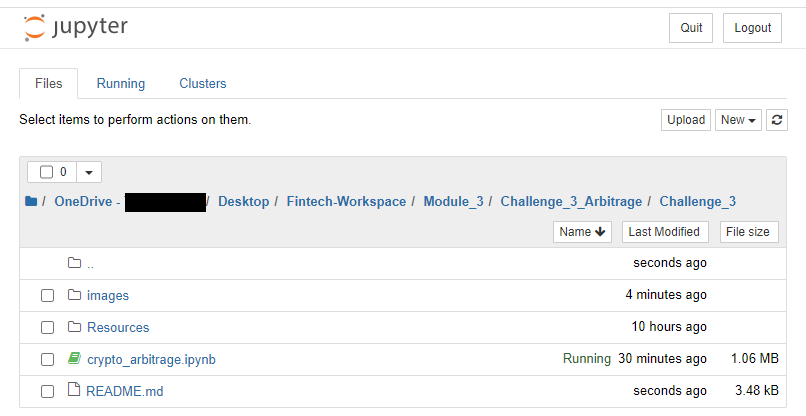 jupyter Quit Logout
Files Running Clusters
Select items to perform actions on them. Upload New
0
/ OneDrive - / Desktop / Fintech-Workspace / Module_3 / Challenge_3_Arbitrage / Challenge_3
Name Last Modified File size
.. seconds ago
images 4 minutes ago
Resources 10 hours ago
crypto_arbitrage.ipynb Running 30 minutes ago 1.06 MB
README.md seconds ago 3.48 kB